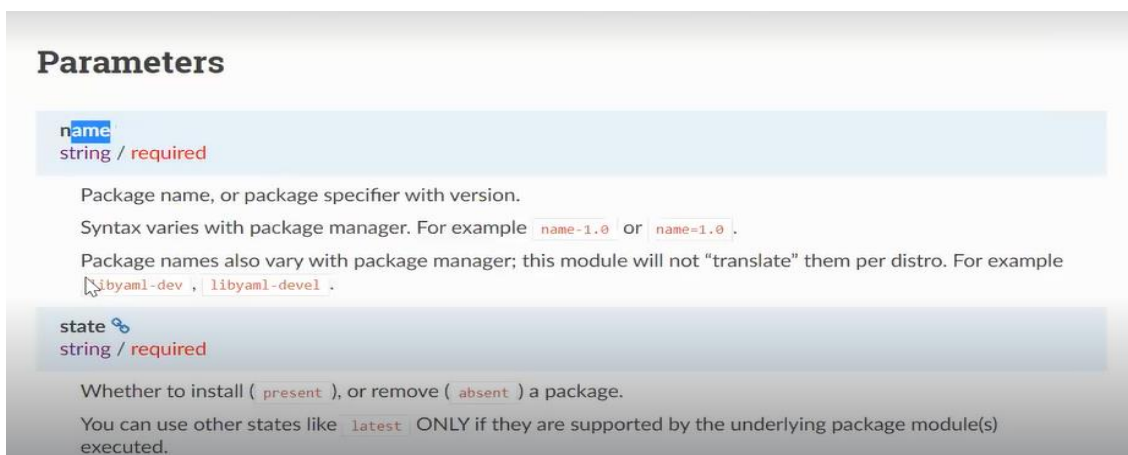 Parameters
name
string / required
Package name, or package specifier with version.
Syntax varies with package manager. For example name-1.0 or name=1.0 .
Package names also vary with package manager; this module will not “translate” them per distro. For example
libyaml-dev , libyaml-devel .
state
string / required
Whether to install ( present ), or remove ( absent ) a package.
You can use other states like latest ONLY if they are supported by the underlying package module(s)
executed.